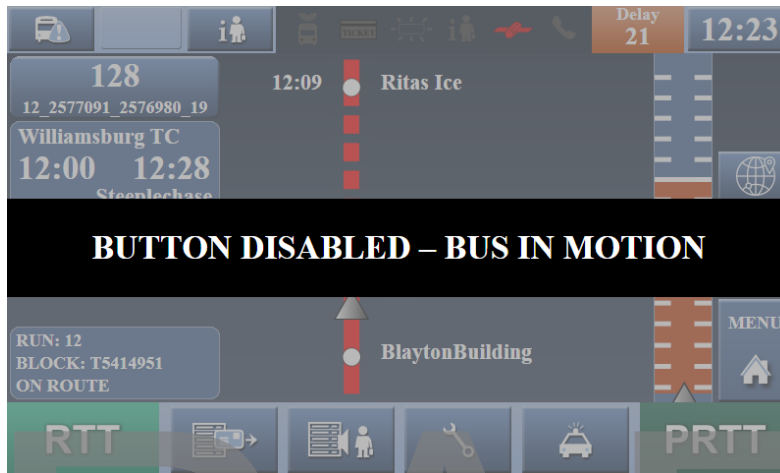 TICKET
Delay
21
12:23
128
12_2577091_2576980_19
12:09
Ritas Ice
Williamsburg TC
12:00 12:28
Steeplechase
BUTTON DISABLED – BUS IN MOTION
RUN: 12
BLOCK: T5414951
ON ROUTE
BlaytonBuilding
MENU
RTT
PRTT